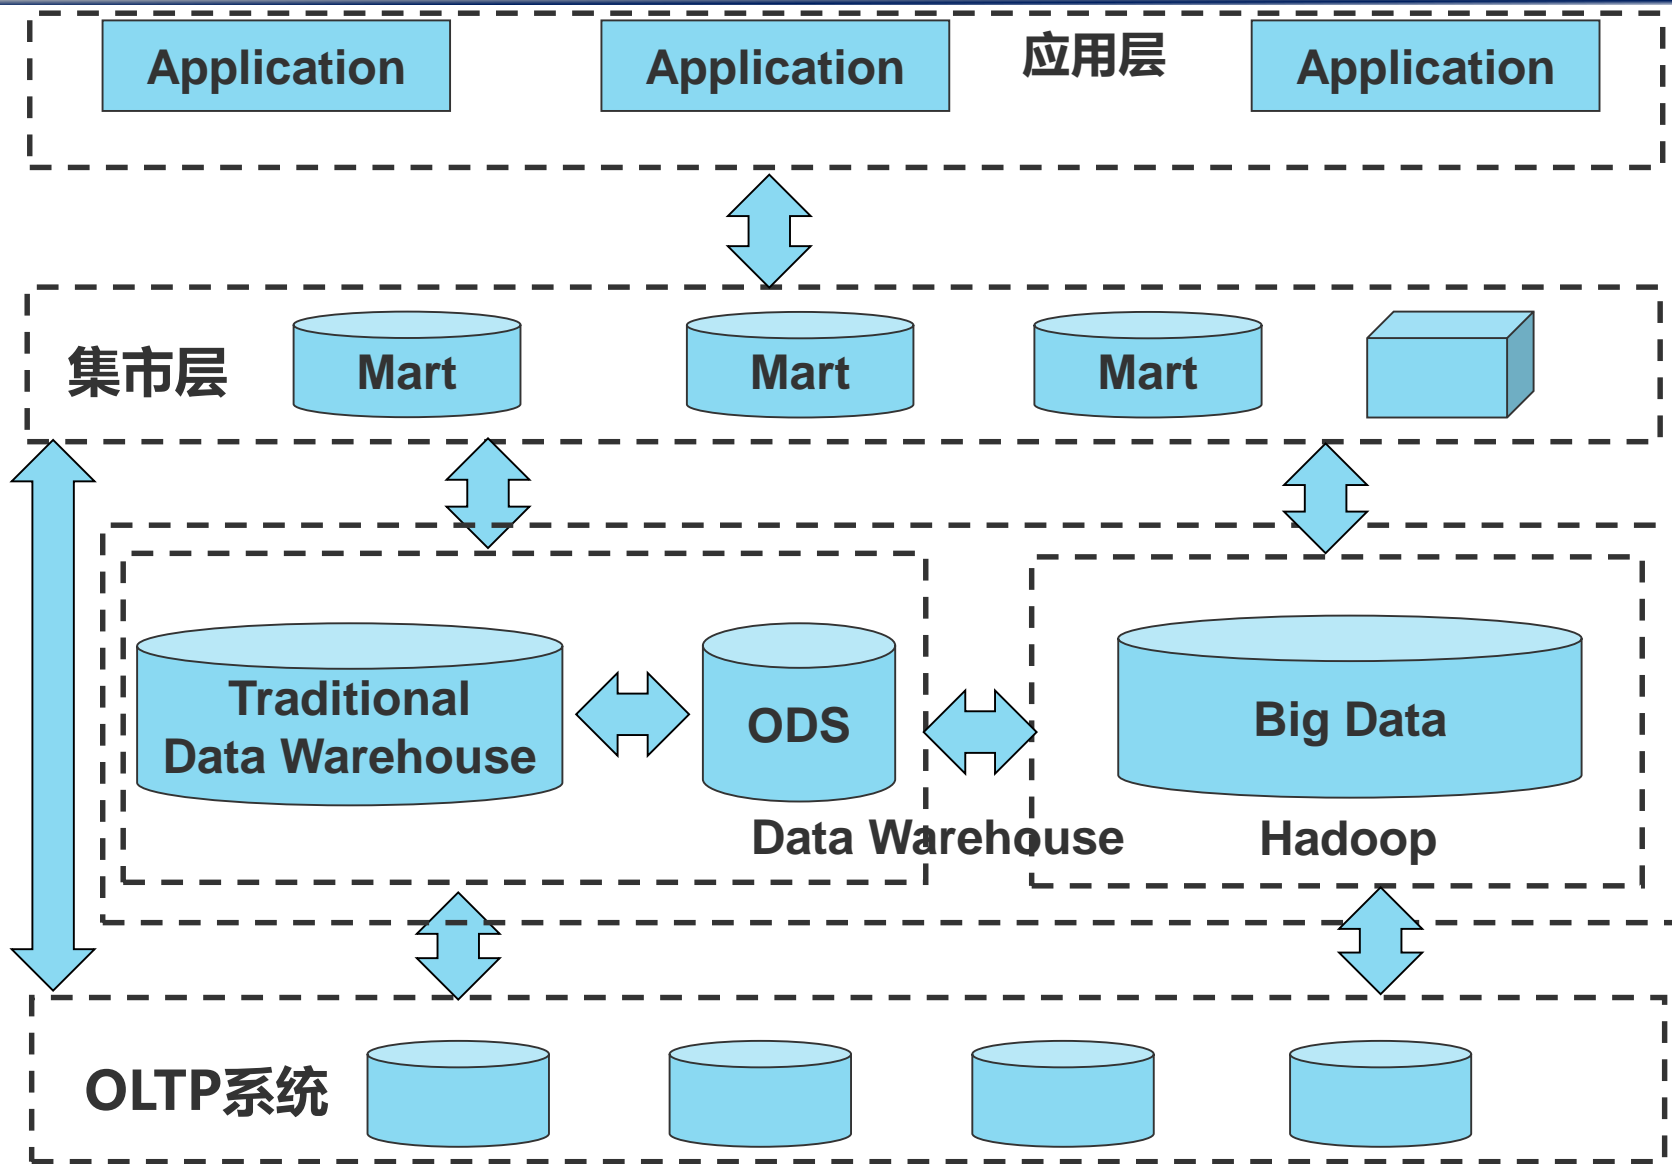 Application
Application
应用层
Application
集市层
Mart
Mart
Mart
Traditional
Data Warehouse
ODS
Big Data
Data Warehouse
Hadoop
OLTP系统